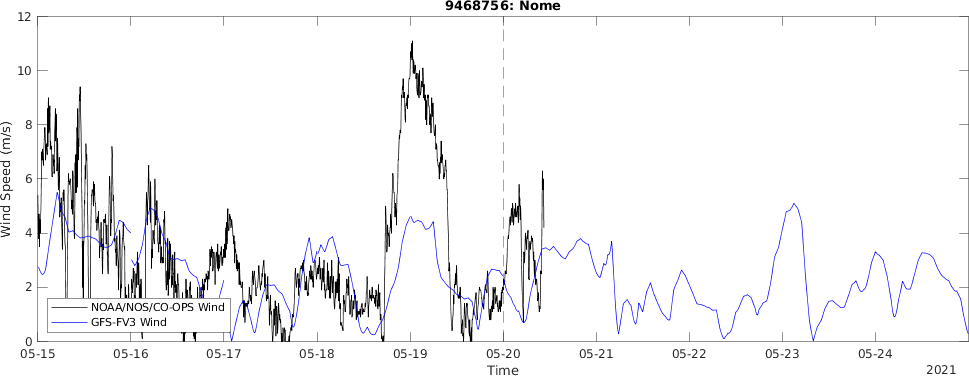 9468756: Nome
12
10
8
6
4
2
0
Wind Speed (m/s)
NOAA/NOS/CO-OPS Wind
GFS-FV3 Wind
05-15 05-16 05-17 05-18 05-19 05-20 05-21 05-22 05-23 05-24
Time
2021